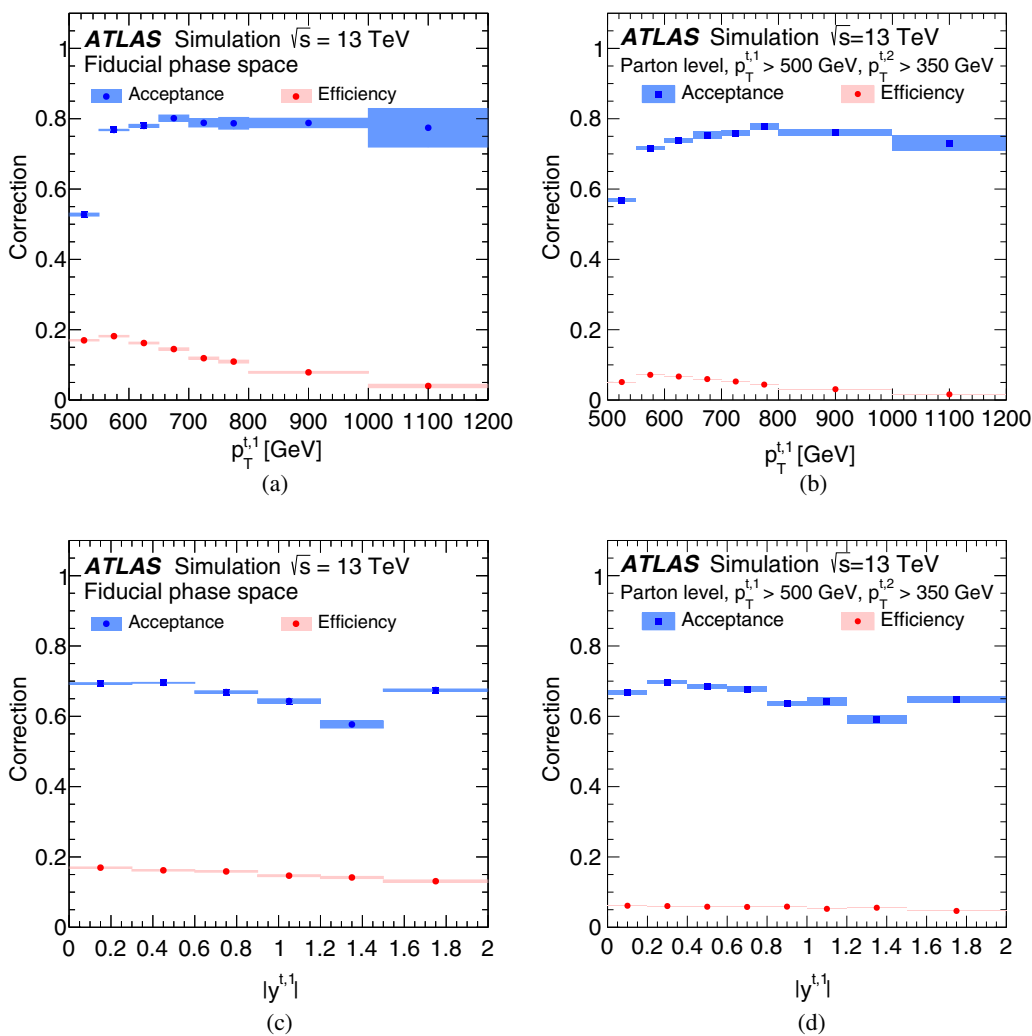 ATLAS Simulation √s = 13 TeV
Fiducial phase space
Acceptance Efficiency
Correction
1
0.8
0.6
0.4
0.2
0
500 600 700 800 900 1000 1100 1200
p_T^{t,1} [GeV]
(a)
ATLAS Simulation √s=13 TeV
Parton level, p_T^{t,1} > 500 GeV, p_T^{t,2} > 350 GeV
Acceptance Efficiency
Correction
1
0.8
0.6
0.4
0.2
0
500 600 700 800 900 1000 1100 1200
p_T^{t,1} [GeV]
(b)
ATLAS Simulation √s = 13 TeV
Fiducial phase space
Acceptance Efficiency
Correction
1
0.8
0.6
0.4
0.2
0
0 0.2 0.4 0.6 0.8 1 1.2 1.4 1.6 1.8 2
|y^{t,1}|
(c)
ATLAS Simulation √s=13 TeV
Parton level, p_T^{t,1} > 500 GeV, p_T^{t,2} > 350 GeV
Acceptance Efficiency
Correction
1
0.8
0.6
0.4
0.2
0
0 0.2 0.4 0.6 0.8 1 1.2 1.4 1.6 1.8 2
|y^{t,1}|
(d)